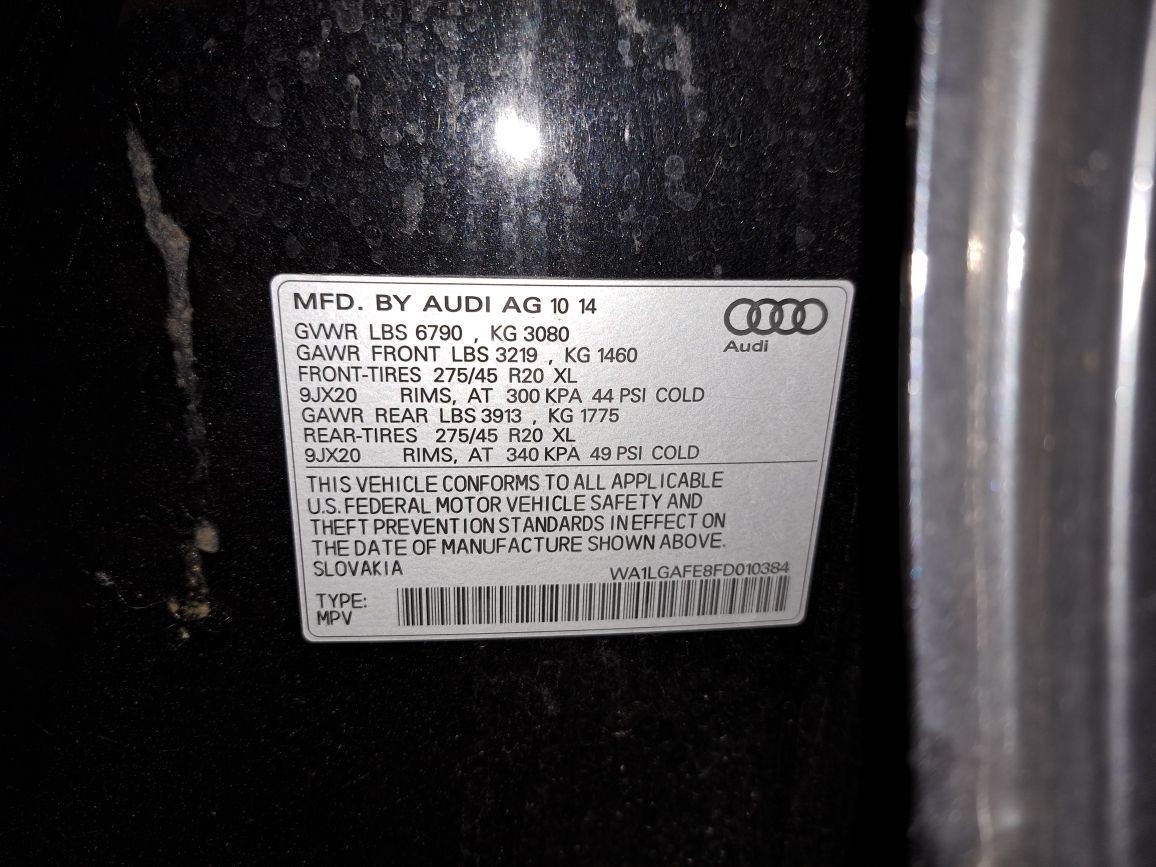 MFD. BY AUDI AG 10 14
Audi
GVWR LBS 6790 , KG 3080
GAWR FRONT LBS 3219 , KG 1460
FRONT-TIRES 275/45 R20 XL
9JX20 RIMS, AT 300 KPA 44 PSI COLD
GAWR REAR LBS 3913 , KG 1775
REAR-TIRES 275/45 R20 XL
9JX20 RIMS, AT 340 KPA 49 PSI COLD
THIS VEHICLE CONFORMS TO ALL APPLICABLE
U.S. FEDERAL MOTOR VEHICLE SAFETY AND
THEFT PREVENTION STANDARDS IN EFFECT ON
THE DATE OF MANUFACTURE SHOWN ABOVE.
SLOVAKIA WA1LGAFE8FD010384
TYPE:
MPV